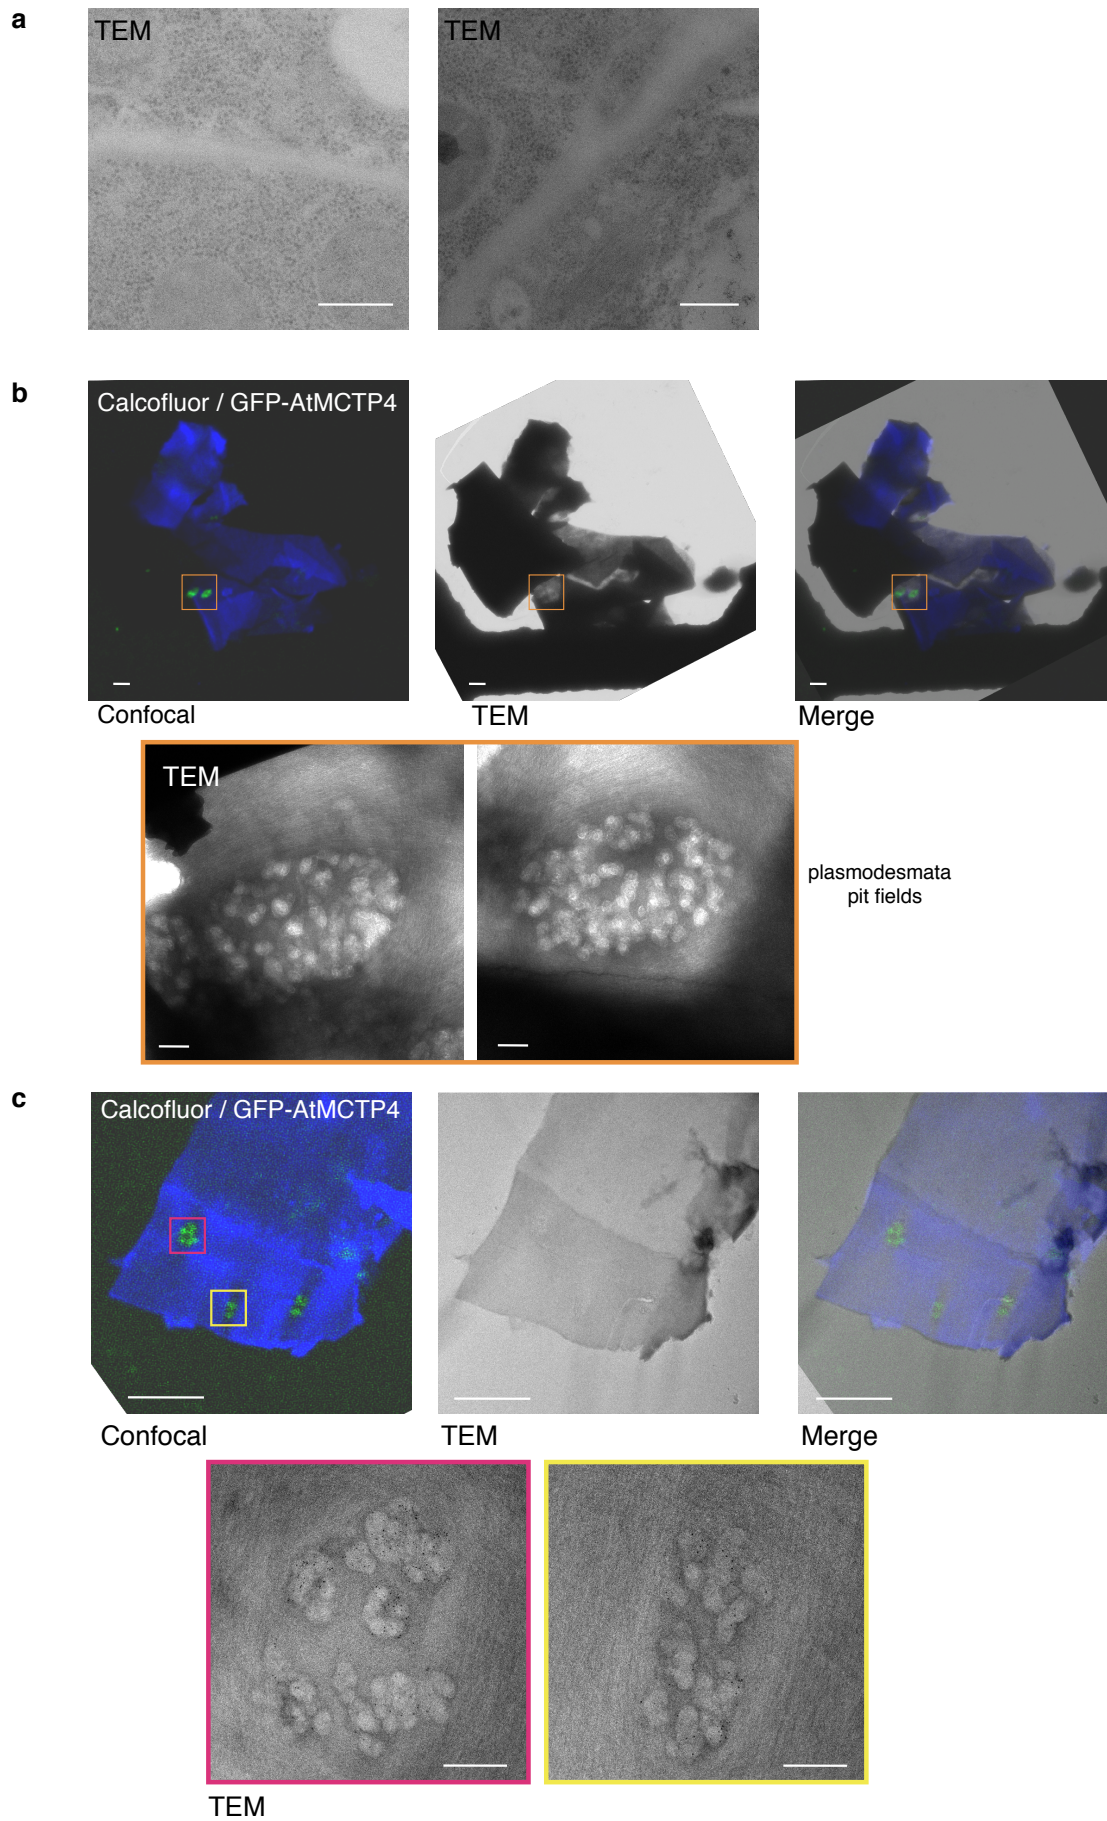 a
TEM
TEM
b
Calcofluor / GFP-AtMCTP4
Confocal
TEM
Merge
TEM
plasmodesmata
pit fields
c
Calcofluor / GFP-AtMCTP4
Confocal
TEM
Merge
TEM